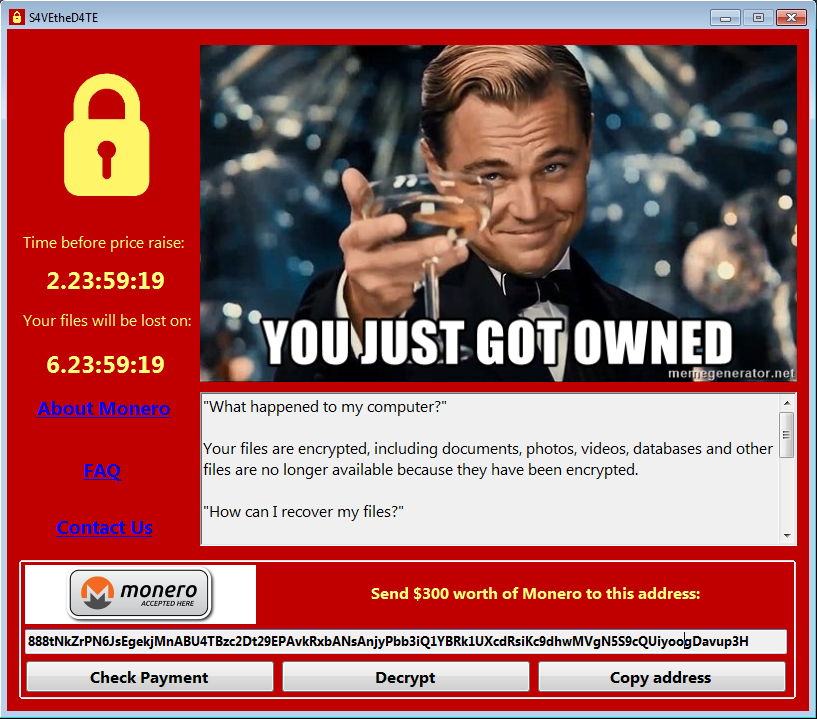 S4VEtheD4TE
Time before price raise:
2.23:59:19
Your files will be lost on:
6.23:59:19
About Monero
FAQ
Contact Us
YOU JUST GOT OWNED
memegenerator.net
"What happened to my computer?"
Your files are encrypted, including documents, photos, videos, databases and other
files are no longer available because they have been encrypted.
"How can I recover my files?"
monero
ACCEPTED HERE
Send $300 worth of Monero to this address:
888tNkZrPN6JsEgekjMnABU4TBzc2Dt29EPAvkRxbANsAnjyPbb3iQ1YBRk1UXcdRsiKc9dhwMVgN5S9cQUiyoogDavup3H
Check Payment
Decrypt
Copy address